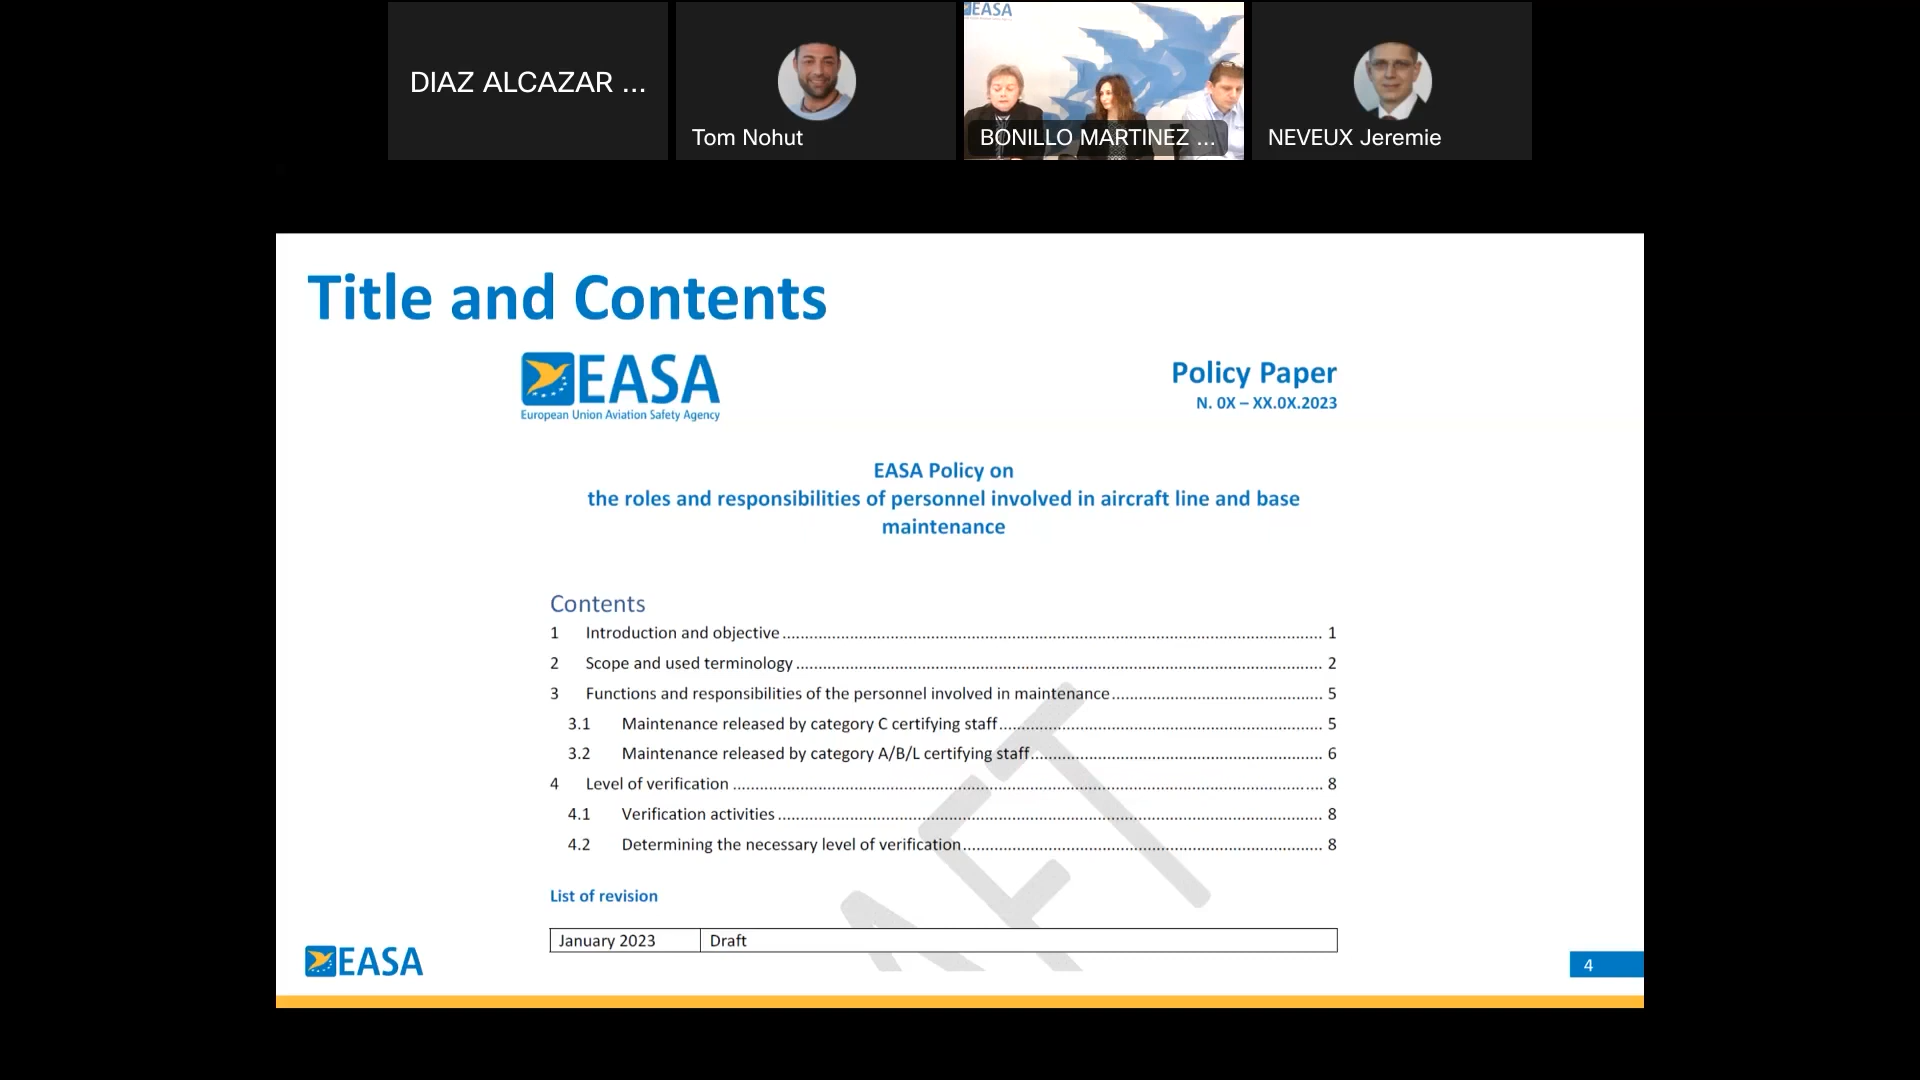 DIAZ ALCAZAR ...
Tom Nohut
EASA
BONILLO MARTINEZ ...
NEVEUX Jeremie
Title and Contents
EASA
European Union Aviation Safety Agency
Policy Paper
N. 0X – XX.0X.2023
EASA Policy on
the roles and responsibilities of personnel involved in aircraft line and base
maintenance
Contents
1 Introduction and objective 1
2 Scope and used terminology 2
3 Functions and responsibilities of the personnel involved in maintenance 5
3.1 Maintenance released by category C certifying staff 5
3.2 Maintenance released by category A/B/L certifying staff 6
4 Level of verification 8
4.1 Verification activities 8
4.2 Determining the necessary level of verification 8
List of revision
January 2023 Draft
AFT
EASA
4